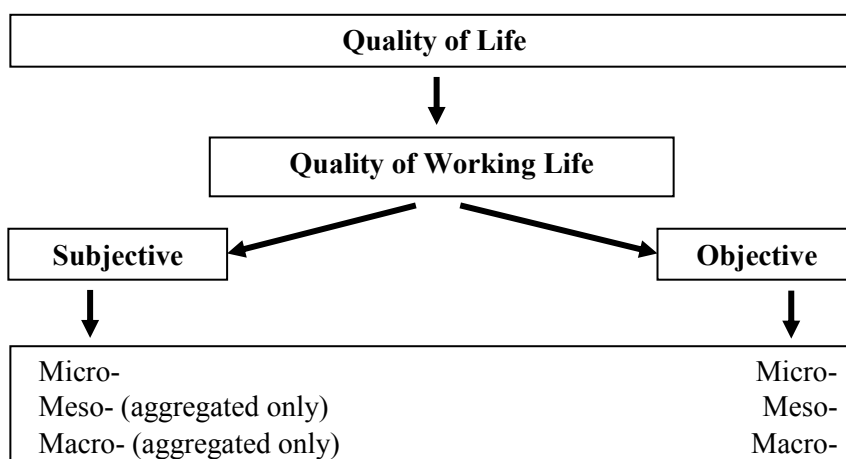 Quality of Life
Quality of Working Life
Subjective
Objective
Micro-
Micro-
Meso- (aggregated only)
Meso-
Macro- (aggregated only)
Macro-